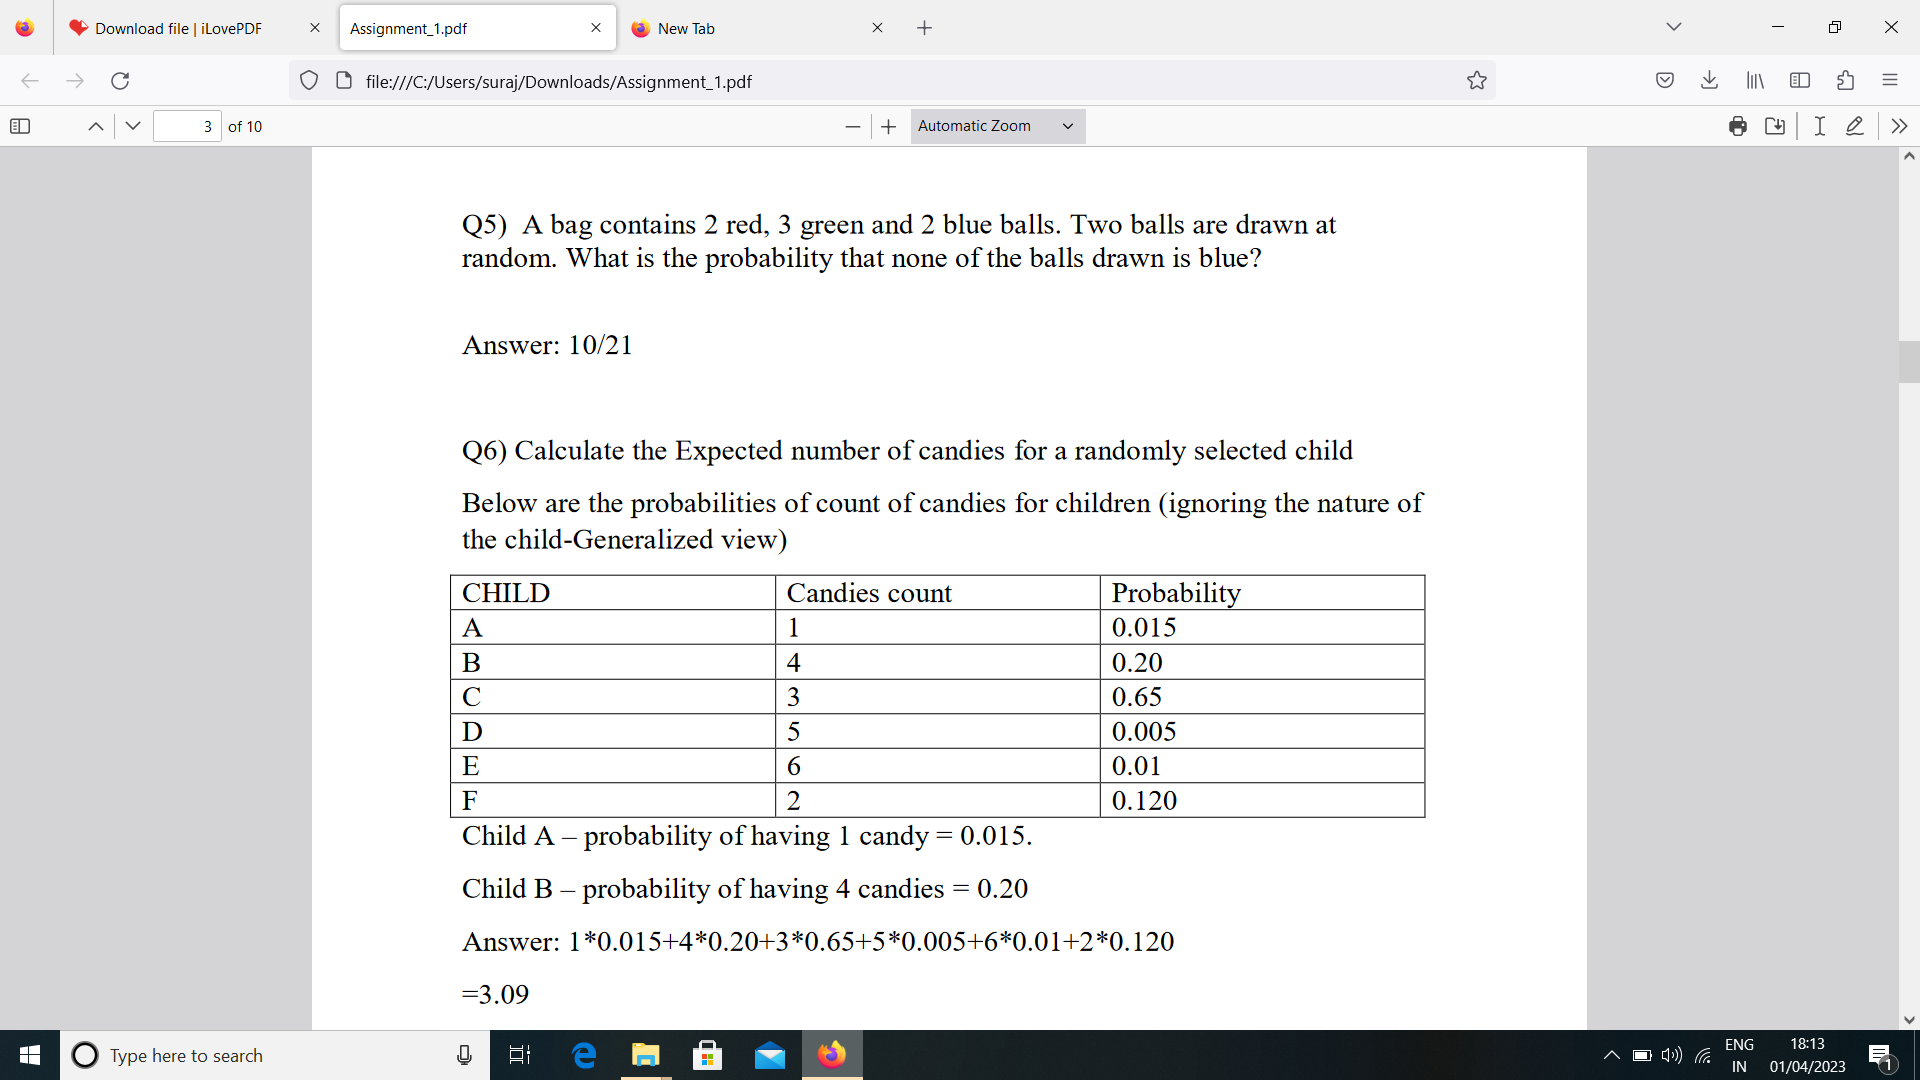 Download file | iLovePDF
Assignment_1.pdf
New Tab
file:///C:/Users/suraj/Downloads/Assignment_1.pdf
3 of 10
Automatic Zoom
Q5)  A bag contains 2 red, 3 green and 2 blue balls. Two balls are drawn at
random. What is the probability that none of the balls drawn is blue?
Answer: 10/21
Q6) Calculate the Expected number of candies for a randomly selected child
Below are the probabilities of count of candies for children (ignoring the nature of
the child-Generalized view)
CHILD Candies count Probability
A 1 0.015
B 4 0.20
C 3 0.65
D 5 0.005
E 6 0.01
F 2 0.120
Child A – probability of having 1 candy = 0.015.
Child B – probability of having 4 candies = 0.20
Answer: 1*0.015+4*0.20+3*0.65+5*0.005+6*0.01+2*0.120
=3.09
Type here to search
ENG 18:13
IN 01/04/2023
1